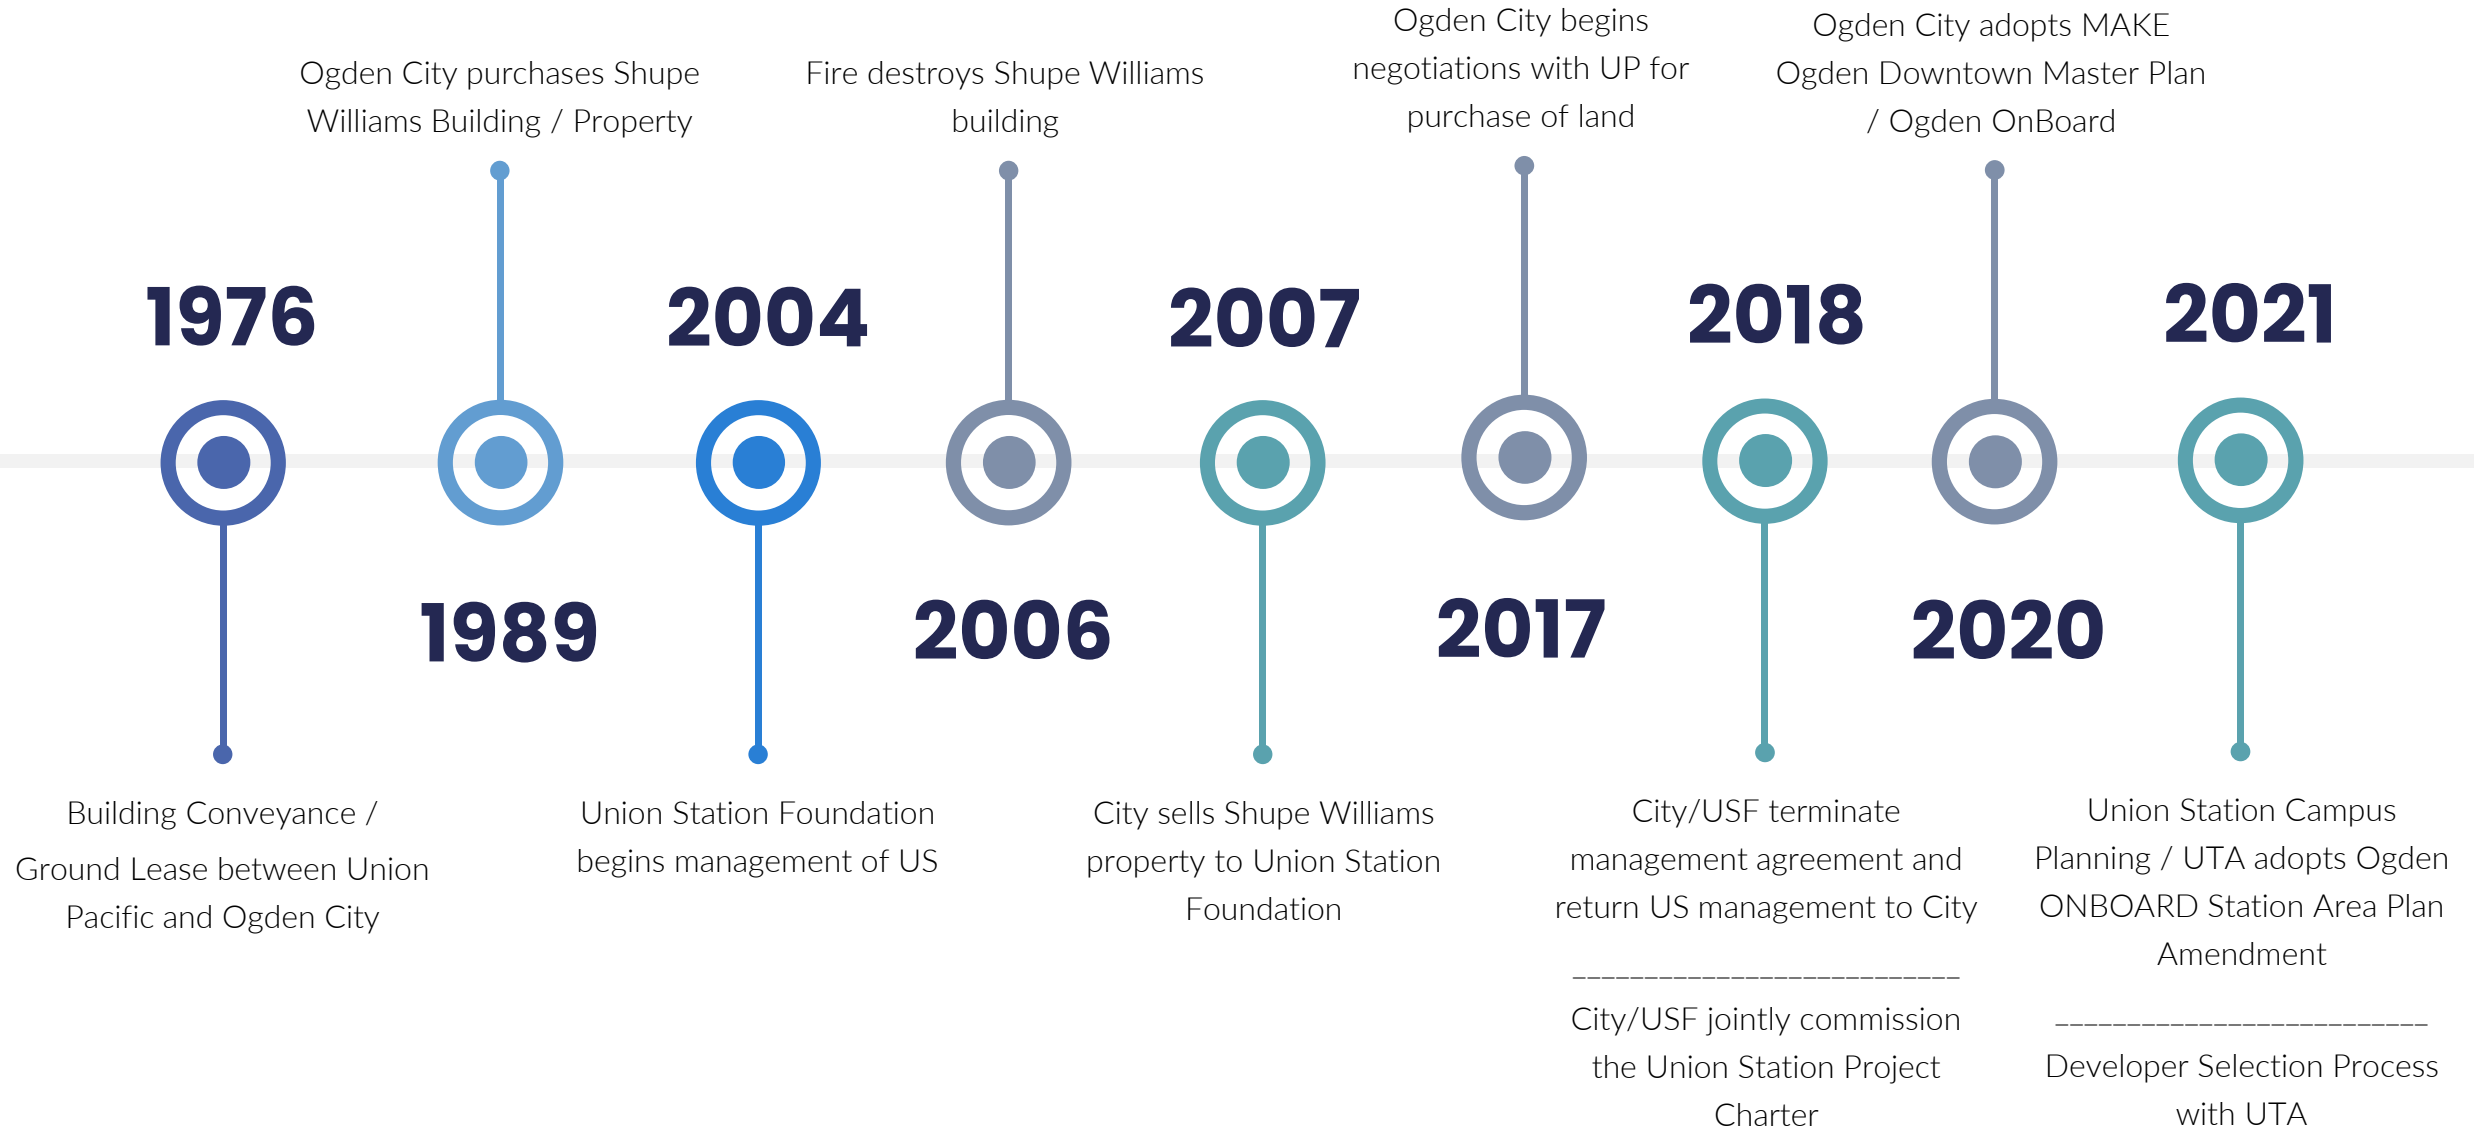 1976
Building Conveyance /
Ground Lease between Union
Pacific and Ogden City
Ogden City purchases Shupe
Williams Building / Property
1989
2004
Union Station Foundation
begins management of US
Fire destroys Shupe Williams
building
2006
2007
City sells Shupe Williams
property to Union Station
Foundation
Ogden City begins
negotiations with UP for
purchase of land
2017
2018
City/USF terminate
management agreement and
return US management to City
___________________________
City/USF jointly commission
the Union Station Project
Charter
Ogden City adopts MAKE
Ogden Downtown Master Plan
/ Ogden OnBoard
2020
2021
Union Station Campus
Planning / UTA adopts Ogden
ONBOARD Station Area Plan
Amendment
__________________________
Developer Selection Process
with UTA